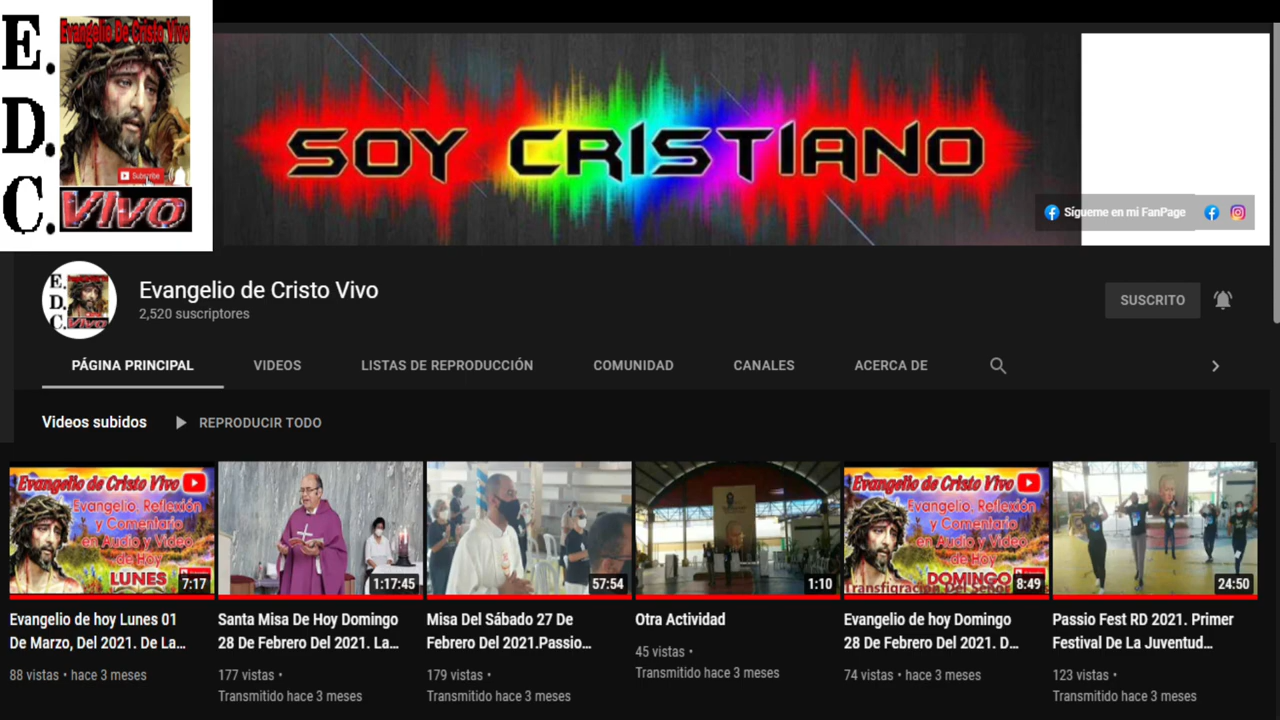 E.
D.
C.
Evangelio De Cristo Vivo
Subscribe
VIvo
SOY CRISTIANO
Sígueme en mi FanPage
E.
D.
C.
VIvo
Evangelio de Cristo Vivo
2,520 suscriptores
SUSCRITO
PÁGINA PRINCIPAL
VIDEOS
LISTAS DE REPRODUCCIÓN
COMUNIDAD
CANALES
ACERCA DE
Videos subidos
REPRODUCIR TODO
Evangelio de Cristo Vivo
Evangelio, Reflexión
y Comentario
en Audio y Video
de Hoy
LUNES
7:17
Evangelio de hoy Lunes 01
De Marzo, Del 2021. De La...
88 vistas • hace 3 meses
1:17:45
Santa Misa De Hoy Domingo
28 De Febrero Del 2021. La...
177 vistas •
Transmitido hace 3 meses
57:54
Misa Del Sábado 27 De
Febrero Del 2021.Passio...
179 vistas •
Transmitido hace 3 meses
1:10
Otra Actividad
45 vistas •
Transmitido hace 3 meses
Evangelio de Cristo Vivo
Evangelio, Reflexión
y Comentario
en Audio y Video
de Hoy
DOMINGO
Transfigracion Del Señor
8:49
Evangelio de hoy Domingo
28 De Febrero Del 2021. D...
74 vistas • hace 3 meses
24:50
Passio Fest RD 2021. Primer
Festival De La Juventud...
123 vistas •
Transmitido hace 3 meses